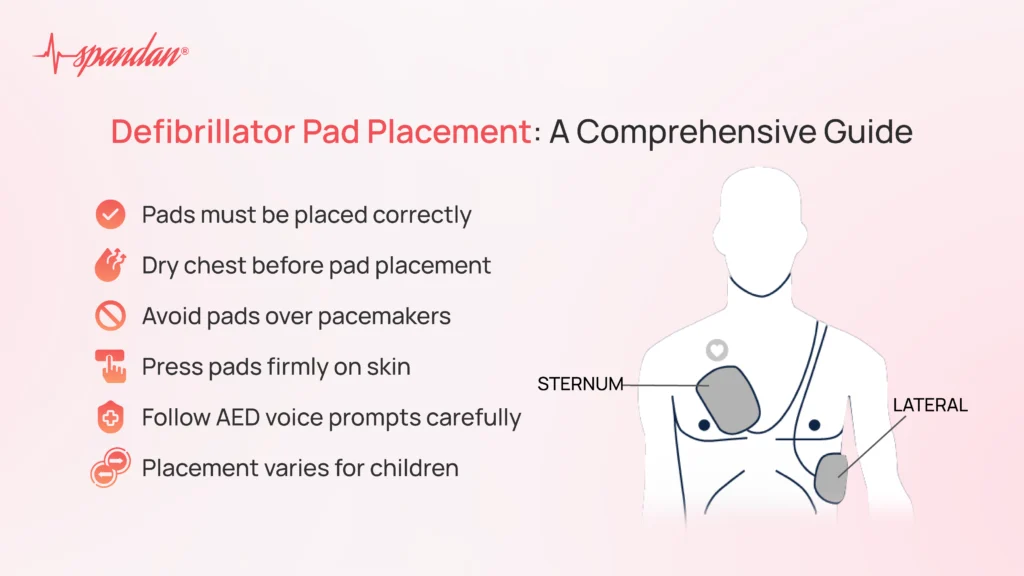 spandan®
Defibrillator Pad Placement: A Comprehensive Guide
Pads must be placed correctly
Dry chest before pad placement
Avoid pads over pacemakers
Press pads firmly on skin
Follow AED voice prompts carefully
Placement varies for children
STERNUM
LATERAL